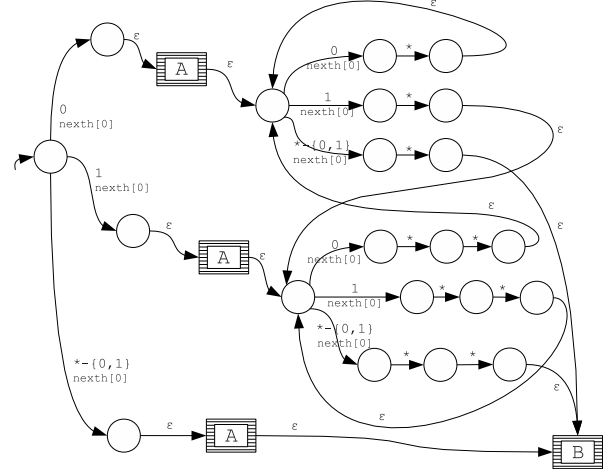 ε
ε
0
nexth[0]
*
A
ε
1
nexth[0]
*
ε
0
nexth[0]
*-{0,1}
nexth[0]
*
1
nexth[0]
ε
ε
ε
0
nexth[0]
*
*
A
ε
1
nexth[0]
*
*
*-{0,1}
nexth[0]
*
*
*-{0,1}
nexth[0]
ε
ε
ε
A
ε
B